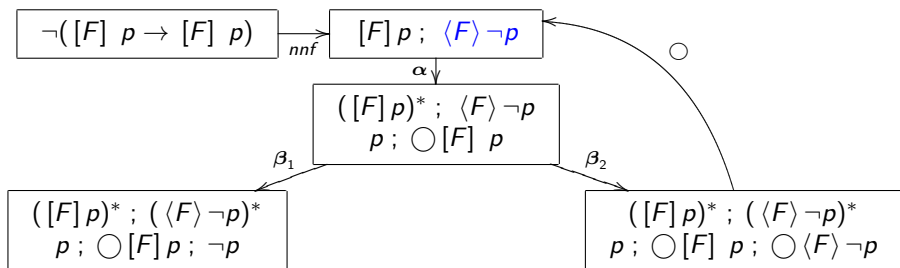 ¬([F] p → [F] p)
nnf
[F] p ; ⟨F⟩ ¬p
○
α
([F] p)* ; ⟨F⟩ ¬p
p ; ○ [F] p
β₁
β₂
([F] p)* ; (⟨F⟩ ¬p)*
p ; ○ [F] p ; ¬p
([F] p)* ; (⟨F⟩ ¬p)*
p ; ○ [F] p ; ○ ⟨F⟩ ¬p